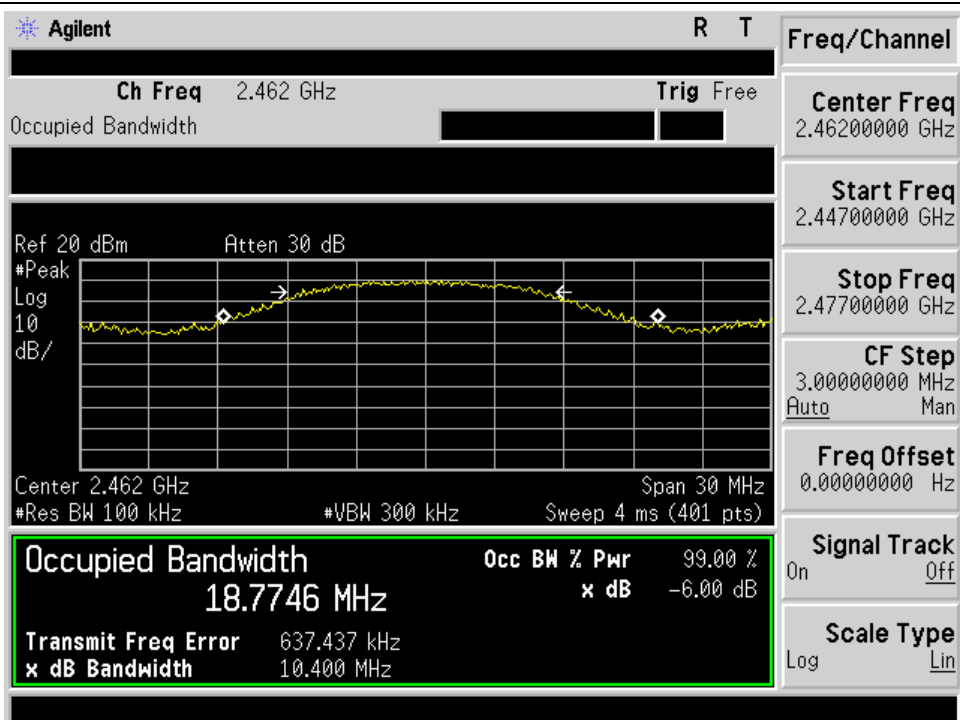 Agilent R T
Ch Freq 2.462 GHz Trig Free
Occupied Bandwidth
Ref 20 dBm Atten 30 dB
#Peak
Log
10
dB/
Center 2.462 GHz Span 30 MHz
#Res BW 100 kHz #VBW 300 kHz Sweep 4 ms (401 pts)
Occupied Bandwidth Occ BW % Pwr 99.00 %
18.7746 MHz x dB -6.00 dB
Transmit Freq Error 637.437 kHz
x dB Bandwidth 10.400 MHz
Freq/Channel
Center Freq
2.46200000 GHz
Start Freq
2.44700000 GHz
Stop Freq
2.47700000 GHz
CF Step
3.00000000 MHz
Auto Man
Freq Offset
0.00000000 Hz
Signal Track
On Off
Scale Type
Log Lin